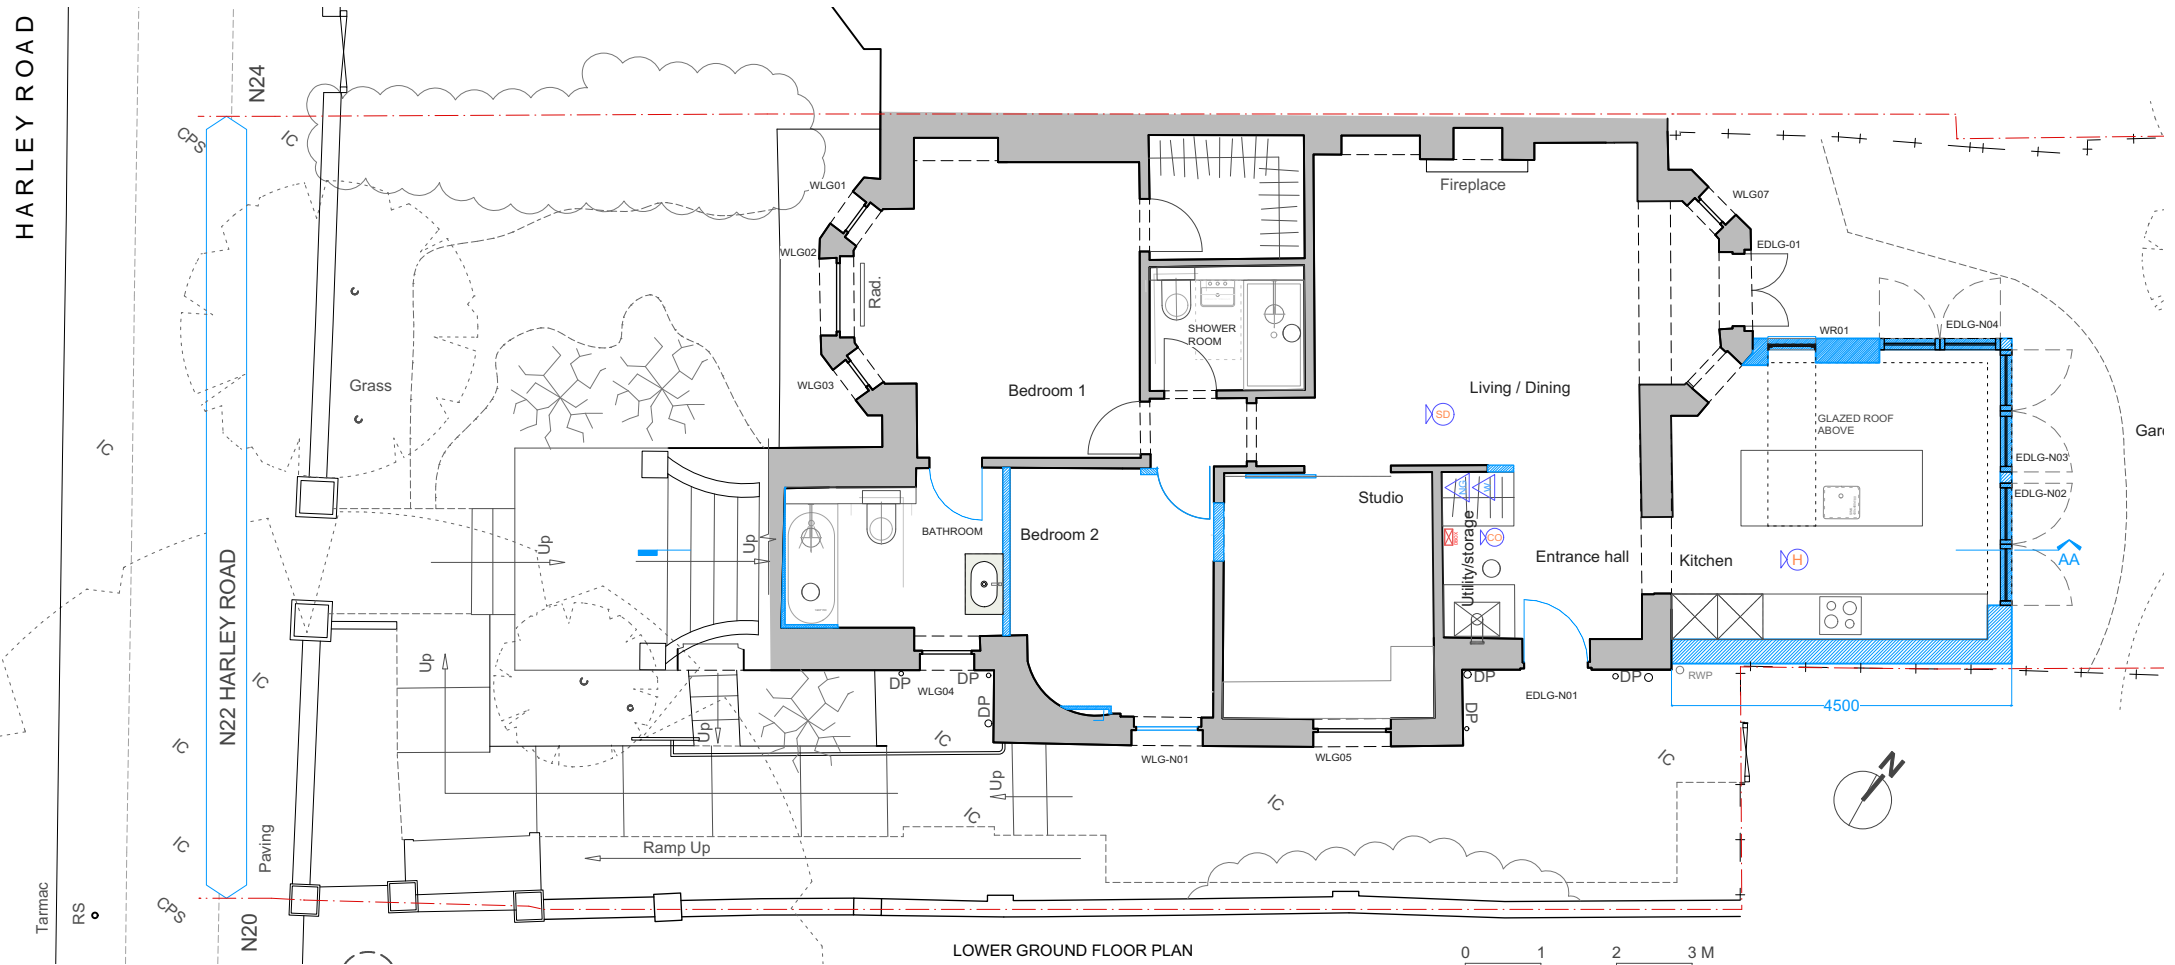 HARLEY ROAD
N24
CPS
IC
WLG01
WLG02
WLG03
Rad.
Grass
IC
Bedroom 1
SHOWER
ROOM
Fireplace
WLG07
EDLG-01
WR01
EDLG-N04
Living / Dining
SD
GLAZED ROOF
ABOVE
Gard
EDLG-N03
EDLG-N02
Studio
W
Utility/storage
CO
Entrance hall
Kitchen
H
AA
BATHROOM
Bedroom 2
Up
Up
Up
Up
N22 HARLEY ROAD
IC
IC
IC
DP
DP
DP
WLG04
IC
WLG-N01
WLG05
DP
DP
EDLG-N01
DP
RWP
4500
IC
N
Up
IC
IC
Ramp Up
Paving
Tarmac
RS
CPS
N20
LOWER GROUND FLOOR PLAN
0 1 2 3 M